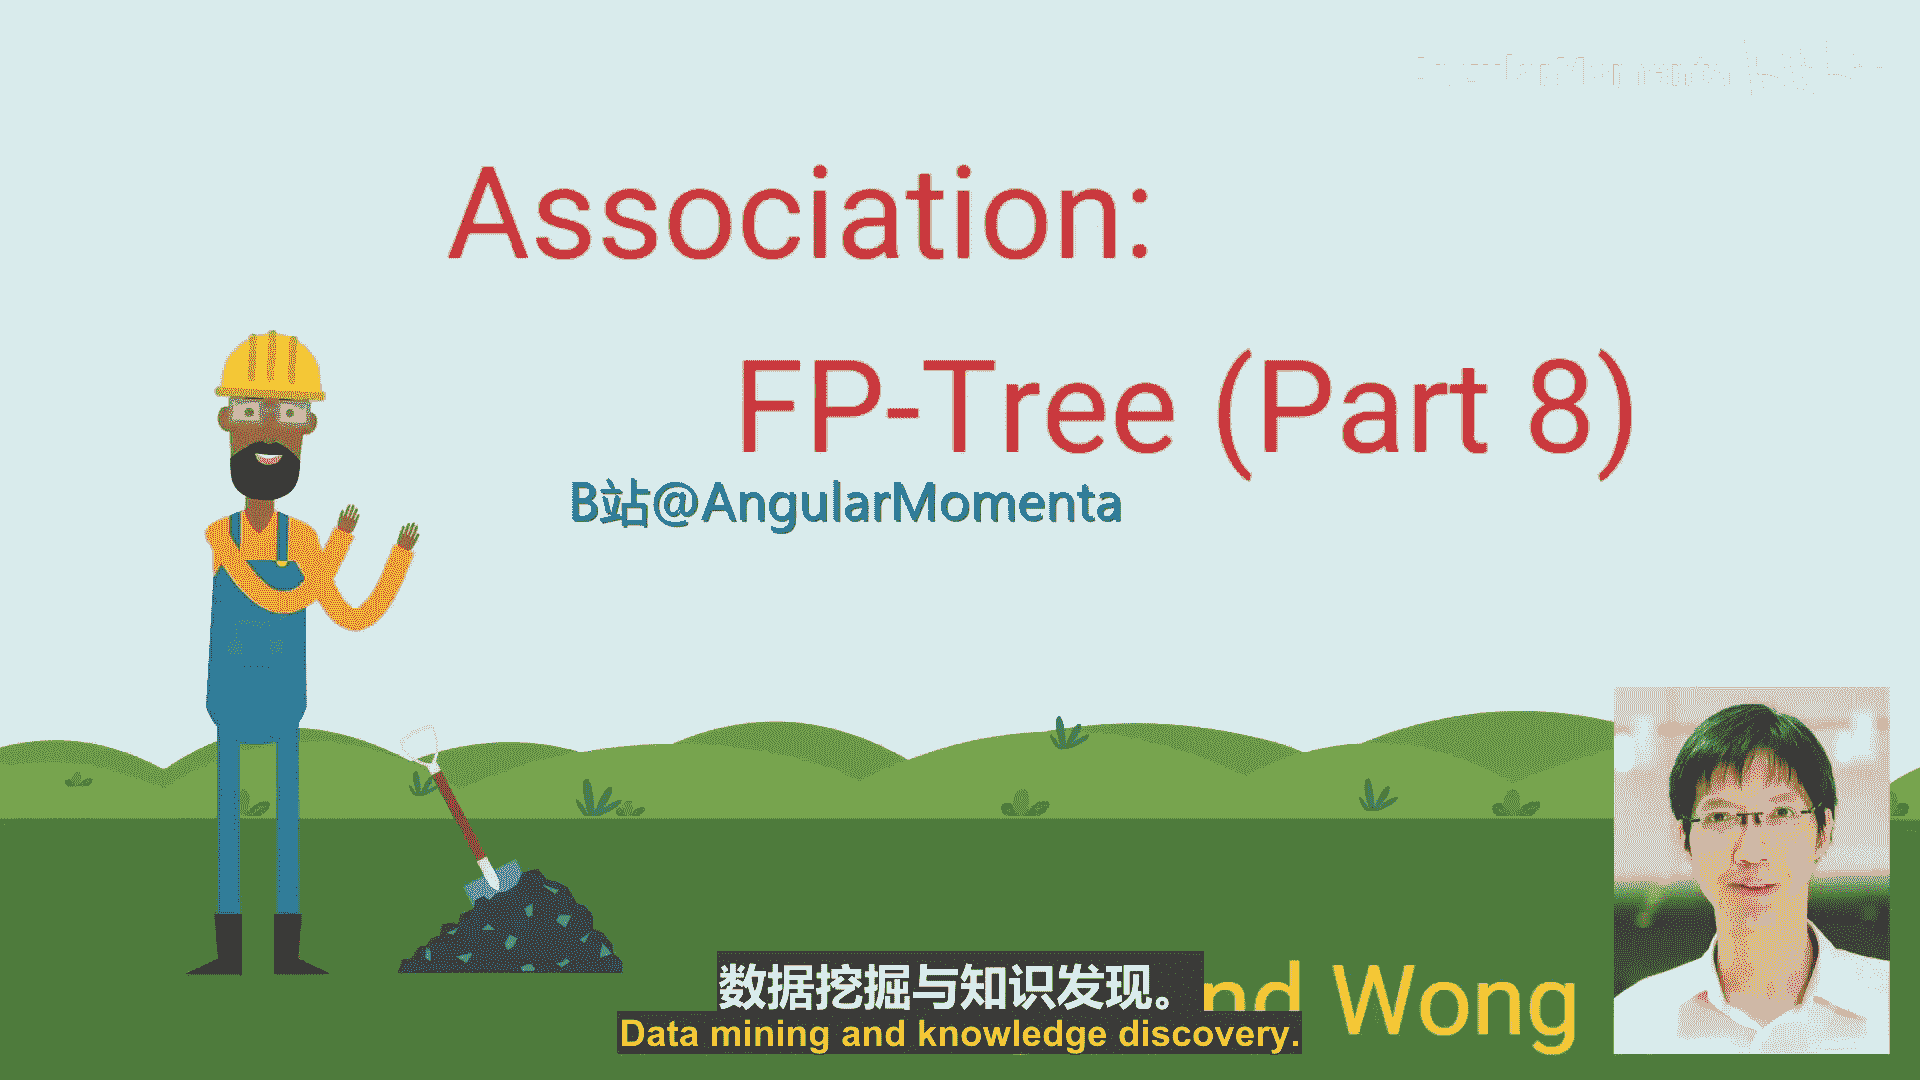 Association:
FP-Tree (Part 8)
B站@AngularMomenta
nd Wong
数据挖掘与知识发现。
Data mining and knowledge discovery.